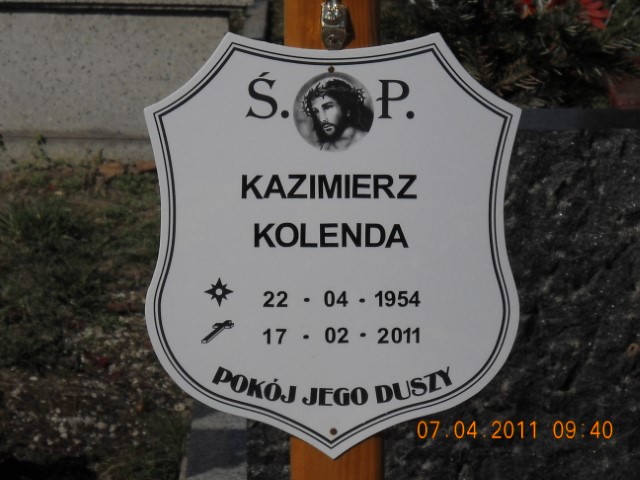 Ś. P.
KAZIMIERZ
KOLENDA
22 - 04 - 1954
17 - 02 - 2011
POKÓJ JEGO DUSZY
07.04.2011 09:40